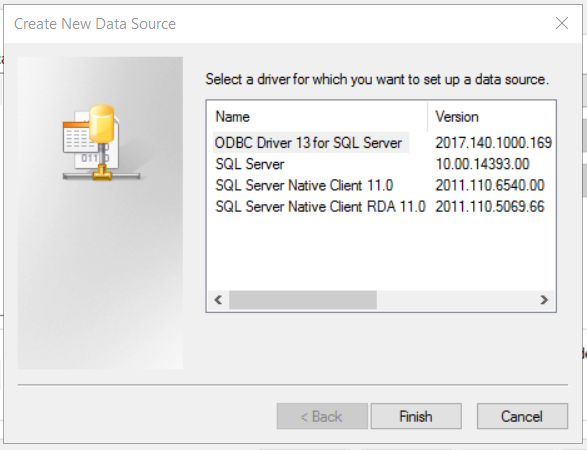 Create New Data Source
Select a driver for which you want to set up a data source.
Name Version
ODBC Driver 13 for SQL Server 2017.140.1000.169
SQL Server 10.00.14393.00
SQL Server Native Client 11.0 2011.110.6540.00
SQL Server Native Client RDA 11.0 2011.110.5069.66
< Back Finish Cancel